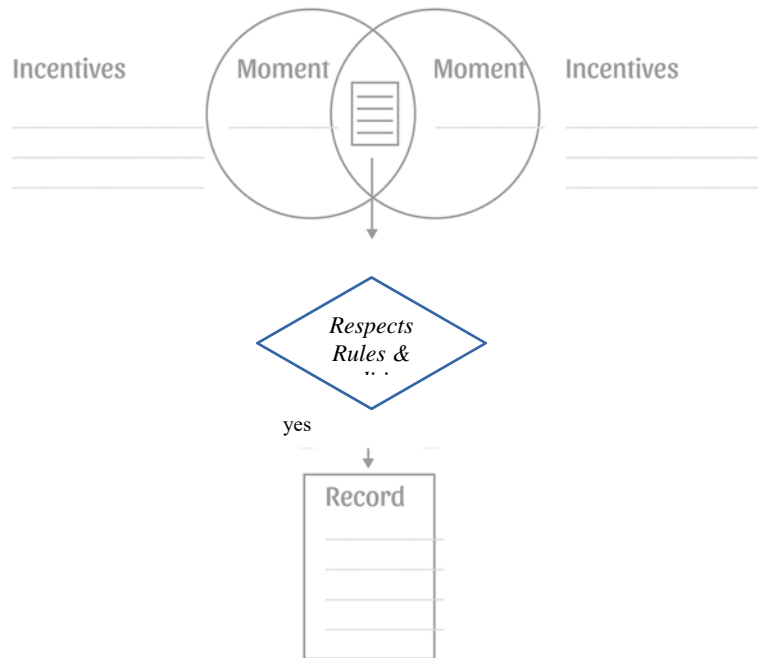 Incentives
Moment
Moment
Incentives
Respects
Rules &
yes
Record